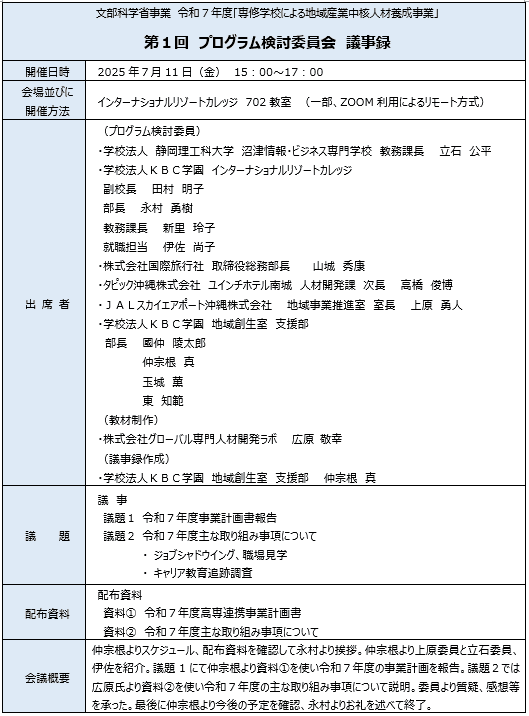 文部科学省事業　令和７年度「専修学校による地域産業中核人材養成事業」
第１回　プログラム検討委員会　議事録
開催日時　2025年７月11日（金）　15：00～17：00
会場並びに
開催方法　インターナショナルリゾートカレッジ　702教室　（一部、ZOOM利用によるリモート方式）
出 席 者
（プログラム検討委員）
・学校法人　静岡理工科大学　沼津情報・ビジネス専門学校　教務課長　立石　公平
・学校法人ＫＢＣ学園　インターナショナルリゾートカレッジ
副校長　田村　明子
部長　永村　勇樹
教務課長　新里　玲子
就職担当　伊佐　尚子
・株式会社国際旅行社　取締役総務部長　山城　秀康
・タピック沖縄株式会社　ユインチホテル南城　人材開発課　次長　高橋　俊博
・ＪＡＬスカイエアポート沖縄株式会社　地域事業推進室　室長　上原　勇人
・学校法人ＫＢＣ学園　地域創生室　支援部
部長　國仲　陵太郎
仲宗根　真
玉城　薫
東　知範
（教材制作）
・株式会社グローバル専門人材開発ラボ　広原　敬幸
（議事録作成）
・学校法人ＫＢＣ学園　地域創生室　支援部　仲宗根　真
議　題
議　事
議題１　令和７年度事業計画書報告
議題２　令和７年度主な取り組み事項について
・ ジョブシャドウイング、職場見学
・ キャリア教育追跡調査
配布資料
配布資料
資料①　令和７年度高専連携事業計画書
資料②　令和７年度主な取り組み事項について
会議概要
仲宗根よりスケジュール、配布資料を確認して永村より挨拶。仲宗根より上原委員と立石委員、
伊佐を紹介。議題１にて仲宗根より資料①を使い令和７年度の事業計画を報告。議題２では
広原氏より資料②を使い令和７年度の主な取り組み事項について説明。委員より質疑、感想等
を承った。最後に仲宗根より今後の予定を確認、永村よりお礼を述べて終了。